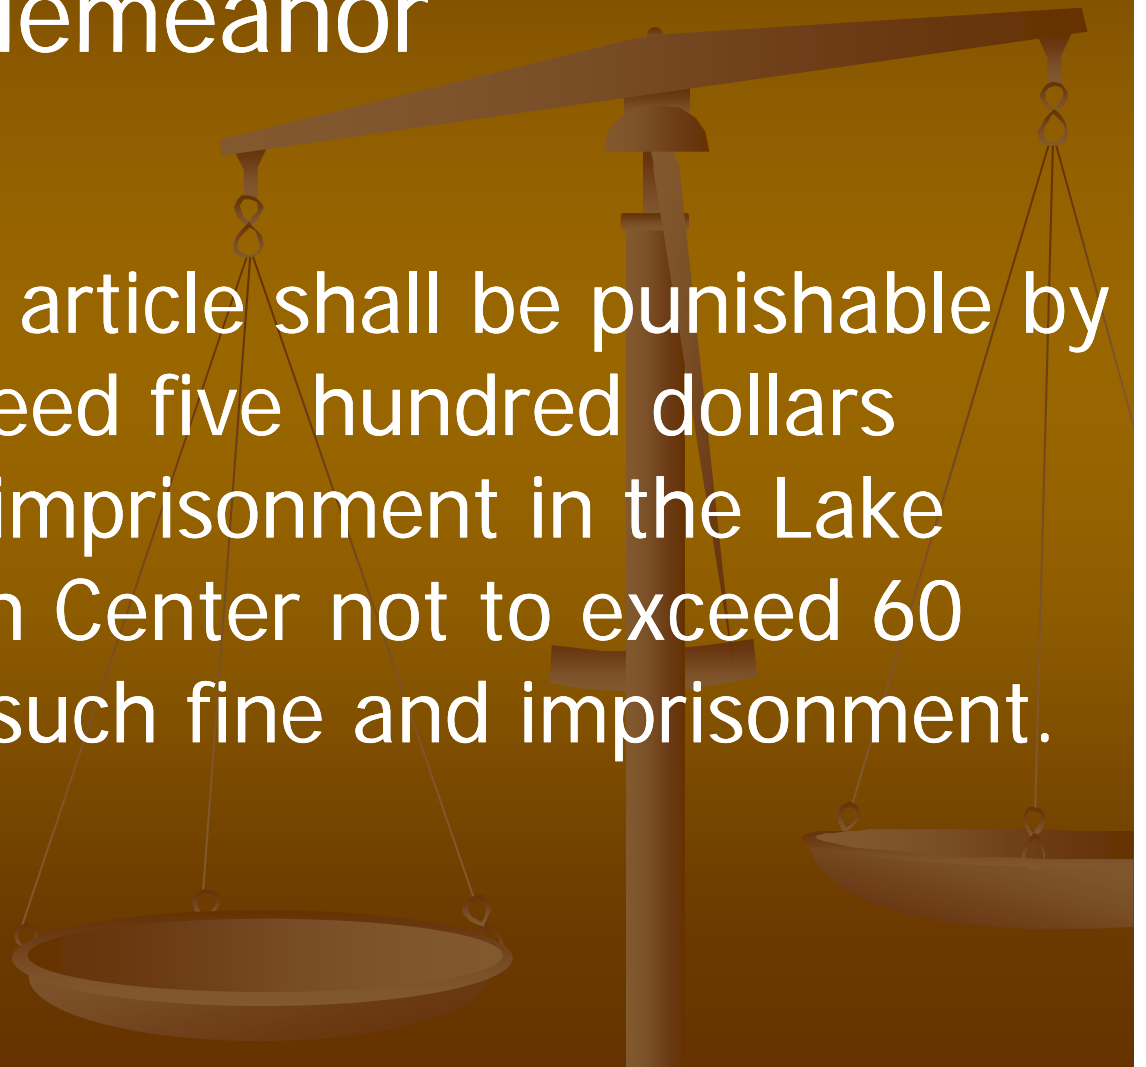 demeanor
article shall be punishable by
eed five hundred dollars
imprisonment in the Lake
n Center not to exceed 60
such fine and imprisonment.